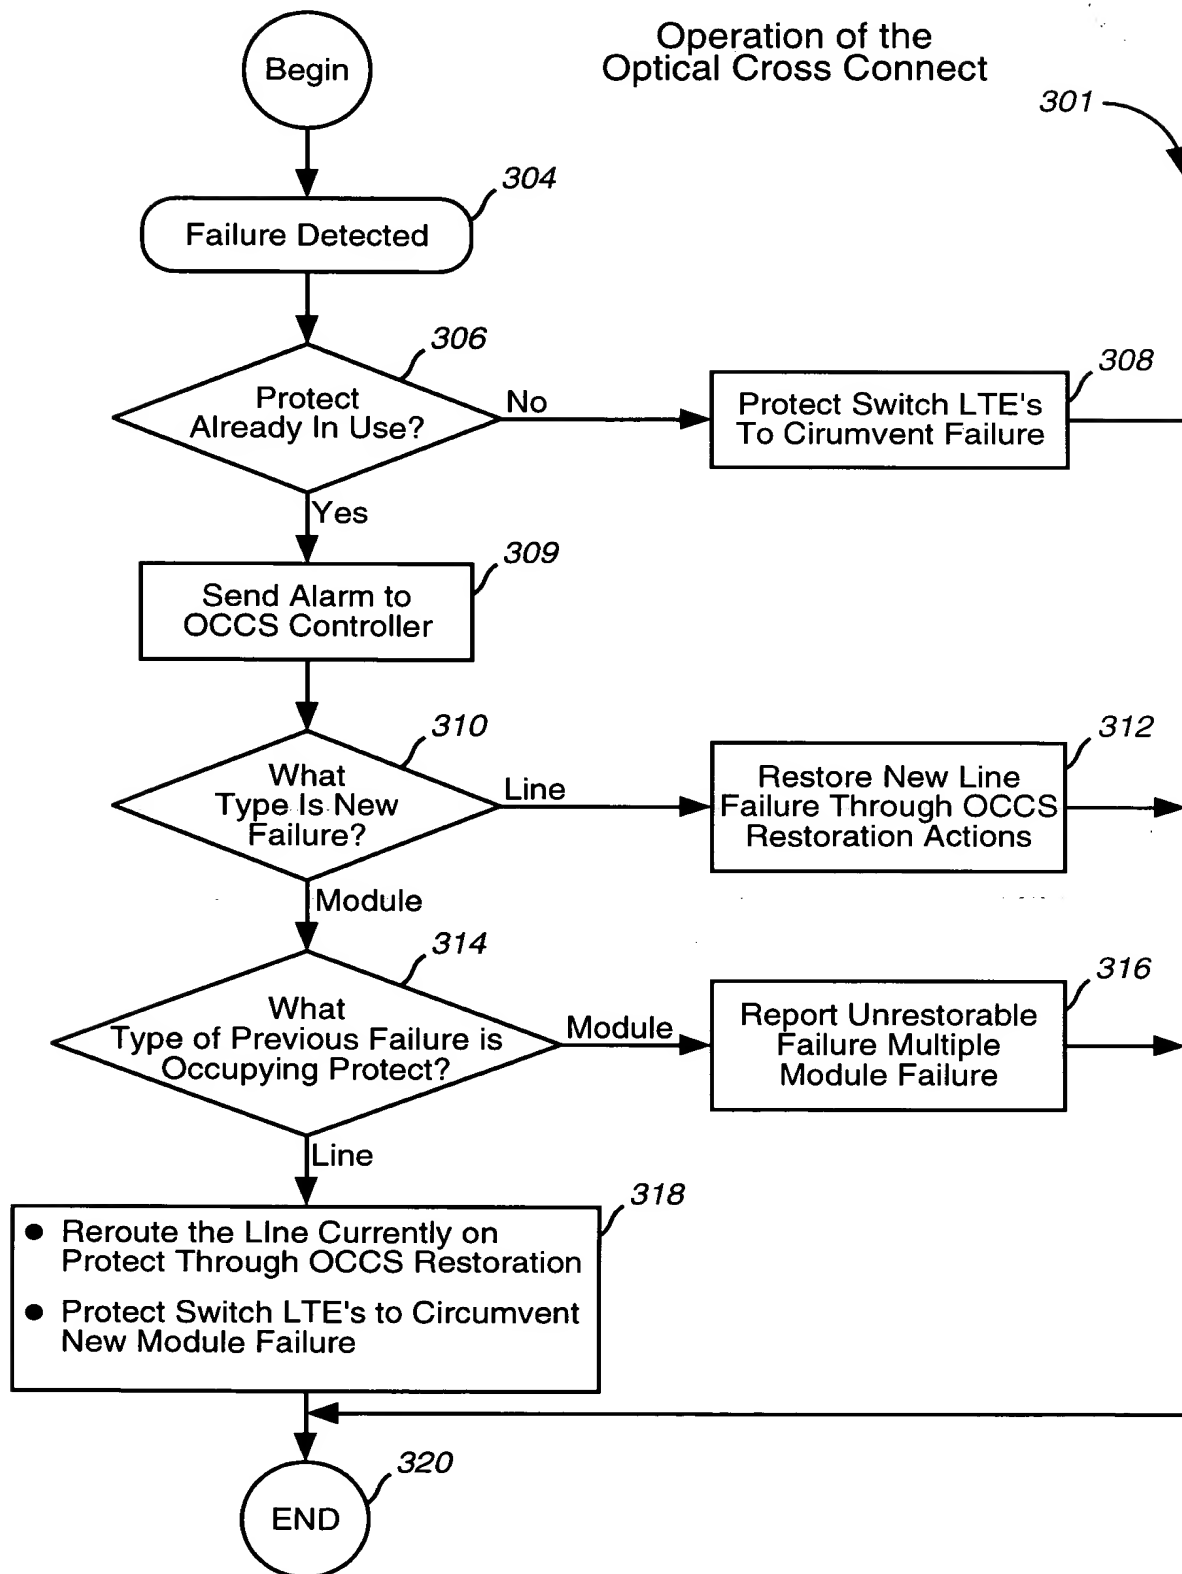 Operation of the
Optical Cross Connect
301
Begin
304
Failure Detected
306
Protect
Already In Use?
No
308
Protect Switch LTE's
To Cirumvent Failure
Yes
309
Send Alarm to
OCCS Controller
310
What
Type Is New
Failure?
Line
312
Restore New Line
Failure Through OCCS
Restoration Actions
Module
314
What
Type of Previous Failure is
Occupying Protect?
Module
316
Report Unrestorable
Failure Multiple
Module Failure
Line
318
● Reroute the LIne Currently on
Protect Through OCCS Restoration
● Protect Switch LTE's to Circumvent
New Module Failure
320
END